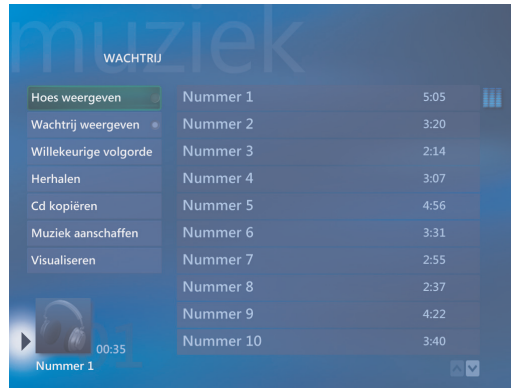 muziek
WACHTRIJ
Hoes weergeven
Wachtrij weergeven
Willekeurige volgorde
Herhalen
Cd kopiëren
Muziek aanschaffen
Visualiseren
Nummer 1 5:05
Nummer 2 3:20
Nummer 3 2:14
Nummer 4 3:07
Nummer 5 4:56
Nummer 6 3:31
Nummer 7 2:55
Nummer 8 2:37
Nummer 9 4:22
Nummer 10 3:40
01
00:35
Nummer 1